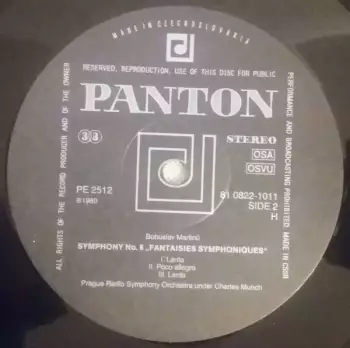 MADE IN CZECHOSLOVAKIA
RESERVED, REPRODUCTION, USE OF THIS DISC FOR PUBLIC
PERFORMANCE AND BROADCASTING PROHIBITED. MADE IN CSSR
ALL RIGHTS OF THE RECORD PRODUCER AND OF THE OWNER
PANTON
33
STEREO
OSA
OSVU
PE 2512
81 0822-1011
SIDE 2
H
Bohuslav Martinů
SYMPHONY No. 6 „FANTAISIES SYMPHONIQUES"
I. Lento
II. Poco allegro
III. Lento
Prague Radio Symphony Orchestra under Charles Munch